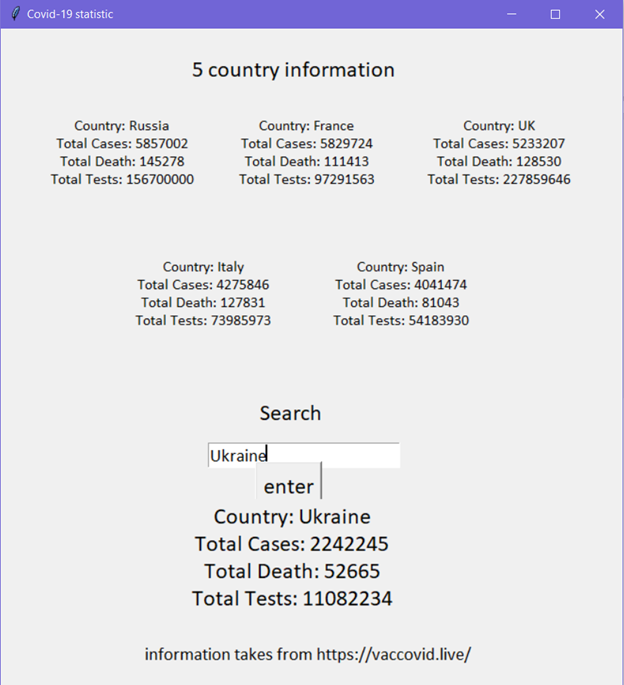 Covid-19 statistic
5 country information
Country: Russia
Total Cases: 5857002
Total Death: 145278
Total Tests: 156700000
Country: France
Total Cases: 5829724
Total Death: 111413
Total Tests: 97291563
Country: UK
Total Cases: 5233207
Total Death: 128530
Total Tests: 227859646
Country: Italy
Total Cases: 4275846
Total Death: 127831
Total Tests: 73985973
Country: Spain
Total Cases: 4041474
Total Death: 81043
Total Tests: 54183930
Search
Ukraine
enter
Country: Ukraine
Total Cases: 2242245
Total Death: 52665
Total Tests: 11082234
information takes from https://vaccovid.live/